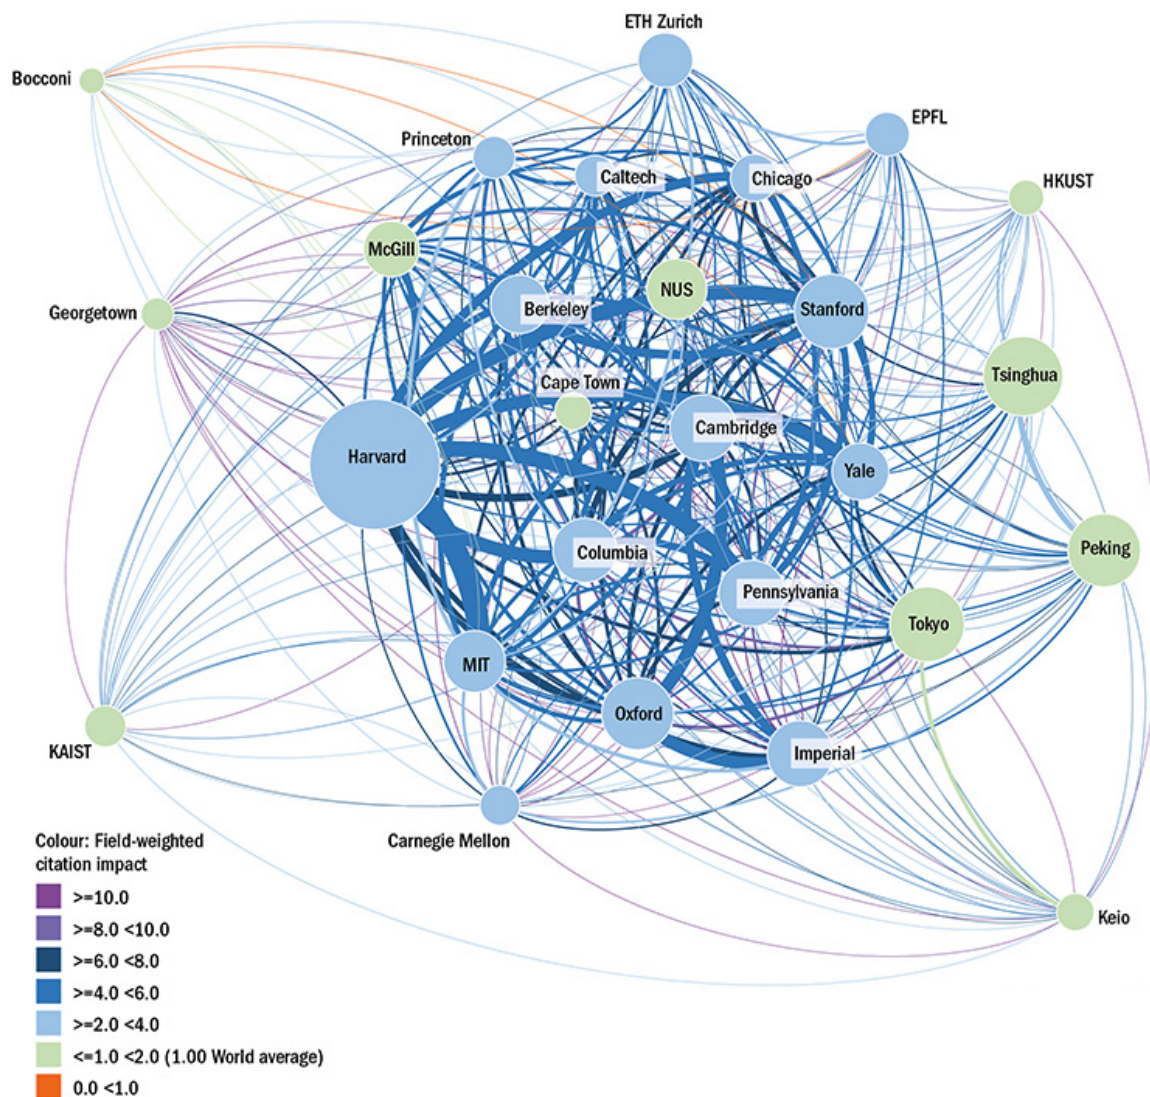 ETH Zurich
Bocconi
EPFL
Princeton
Caltech
Chicago
HKUST
McGill
NUS
Georgetown
Berkeley
Stanford
Tsinghua
Cape Town
Cambridge
Harvard
Yale
Columbia
Peking
Pennsylvania
Tokyo
MIT
Oxford
KAIST
Imperial
Carnegie Mellon
Keio
Colour: Field-weighted
citation impact
>=10.0
>=8.0 <10.0
>=6.0 <8.0
>=4.0 <6.0
>=2.0 <4.0
<=1.0 <2.0 (1.00 World average)
0.0 <1.0